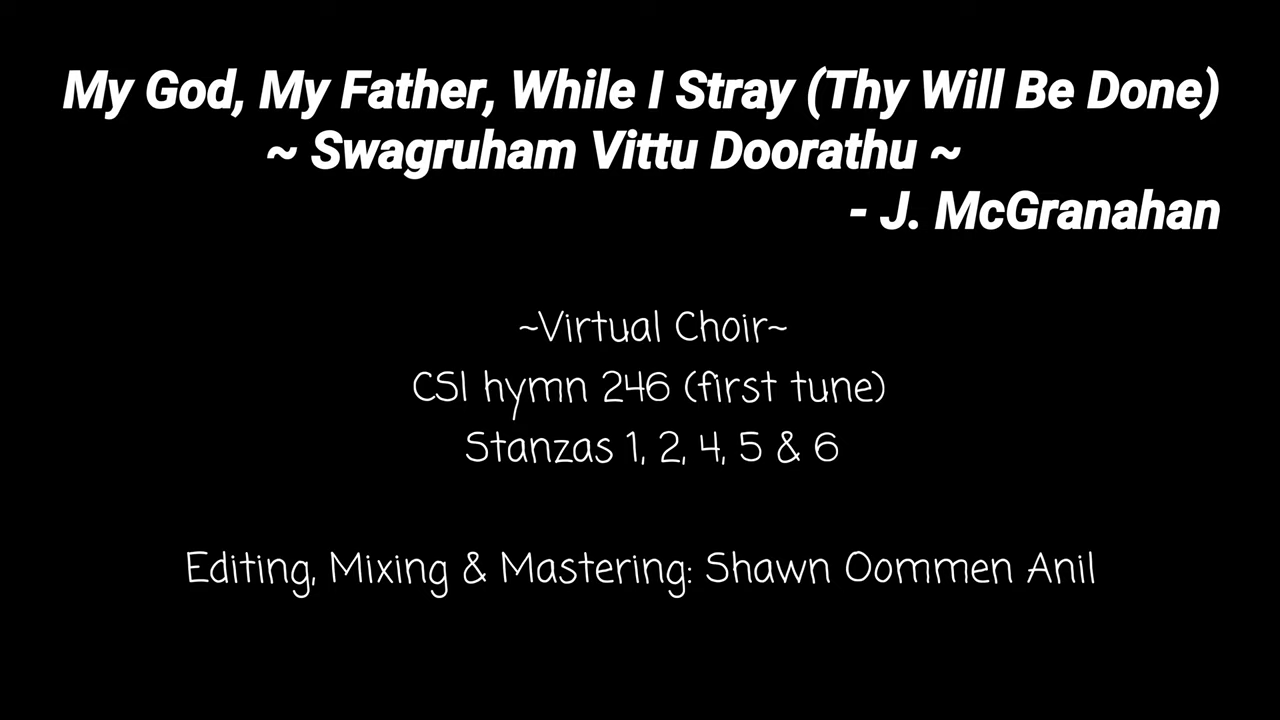 My God, My Father, While I Stray (Thy Will Be Done)
~ Swagruham Vittu Doorathu ~
- J. McGranahan
~Virtual Choir~
CSI hymn 246 (first tune)
Stanzas 1, 2, 4, 5 & 6
Editing, Mixing & Mastering: Shawn Oommen Anil